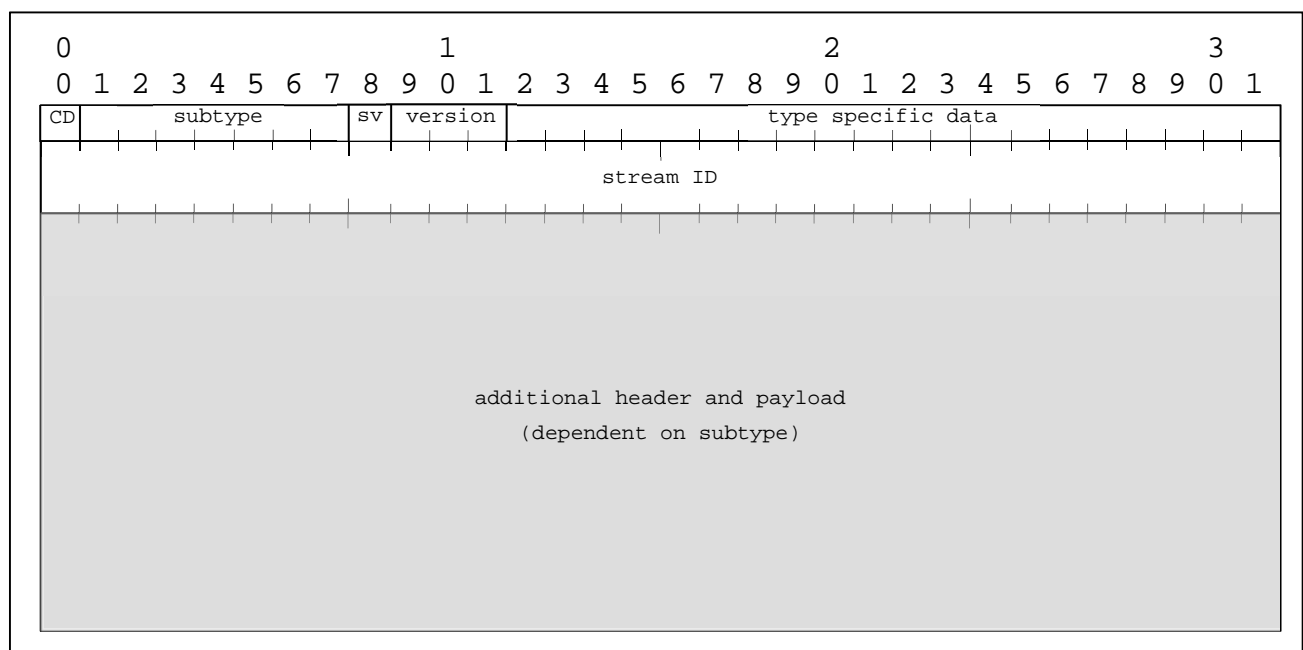 0 1 2 3
0 1 2 3 4 5 6 7 8 9 0 1 2 3 4 5 6 7 8 9 0 1 2 3 4 5 6 7 8 9 0 1
CD subtype sv version type specific data
stream ID
additional header and payload
(dependent on subtype)